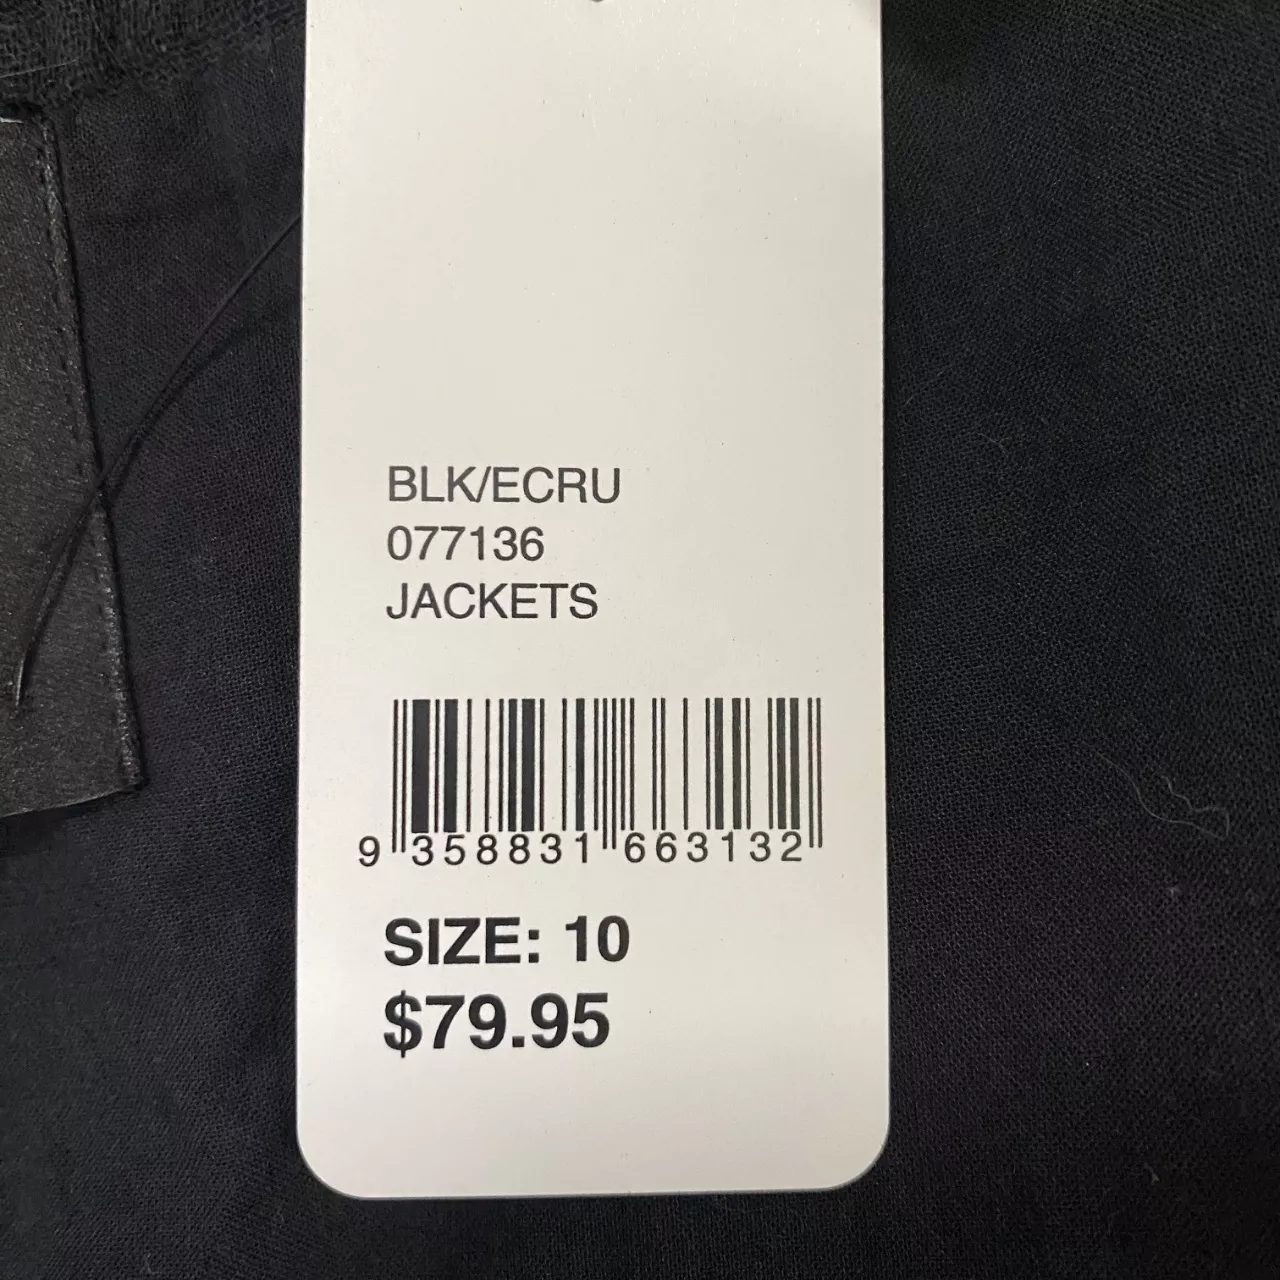 BLK/ECRU
077136
JACKETS
9 358831 663132
SIZE: 10
$79.95